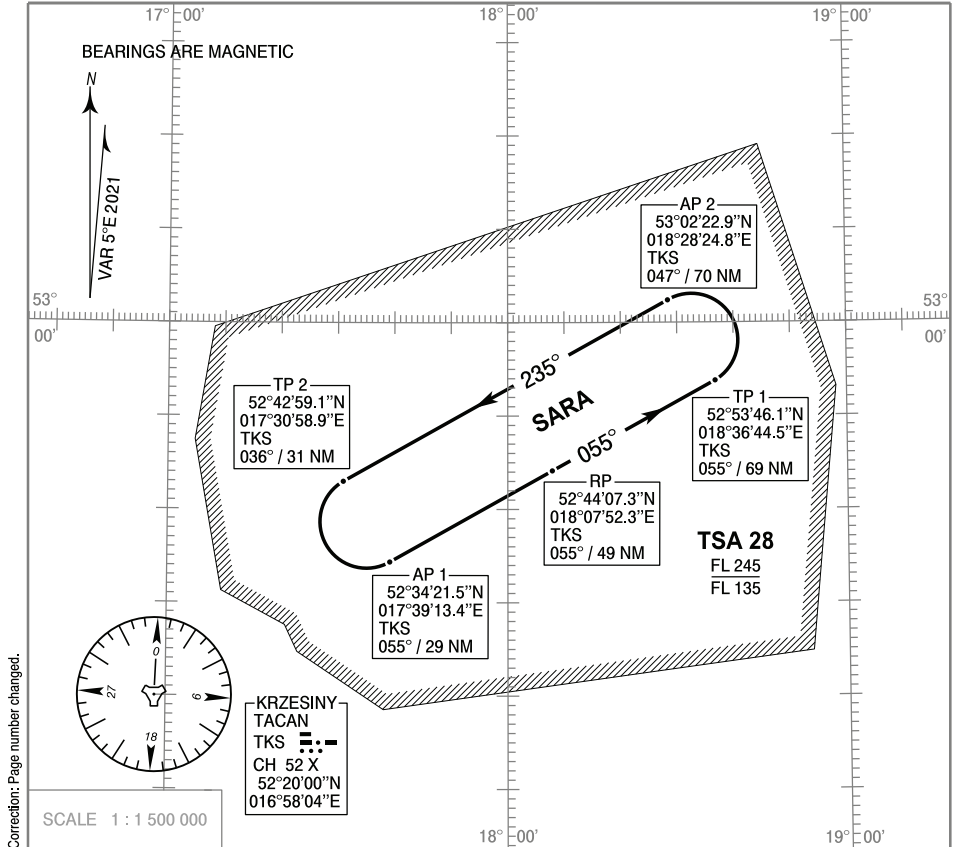 17° 00'
18° 00'
19° 00'
BEARINGS ARE MAGNETIC
N
VAR 5°E 2021
AP 2
53°02'22.9"N
018°28'24.8"E
TKS
047° / 70 NM
53°
00'
53°
00'
235°
SARA
055°
TP 2
52°42'59.1"N
017°30'58.9"E
TKS
036° / 31 NM
TP 1
52°53'46.1"N
018°36'44.5"E
TKS
055° / 69 NM
RP
52°44'07.3"N
018°07'52.3"E
TKS
055° / 49 NM
TSA 28
FL 245
FL 135
AP 1
52°34'21.5"N
017°39'13.4"E
TKS
055° / 29 NM
0
9
18
27
KRZESINY
TACAN
TKS
CH 52 X
52°20'00"N
016°58'04"E
Correction: Page number changed.
SCALE 1 : 1 500 000
18° 00'
19° 00'